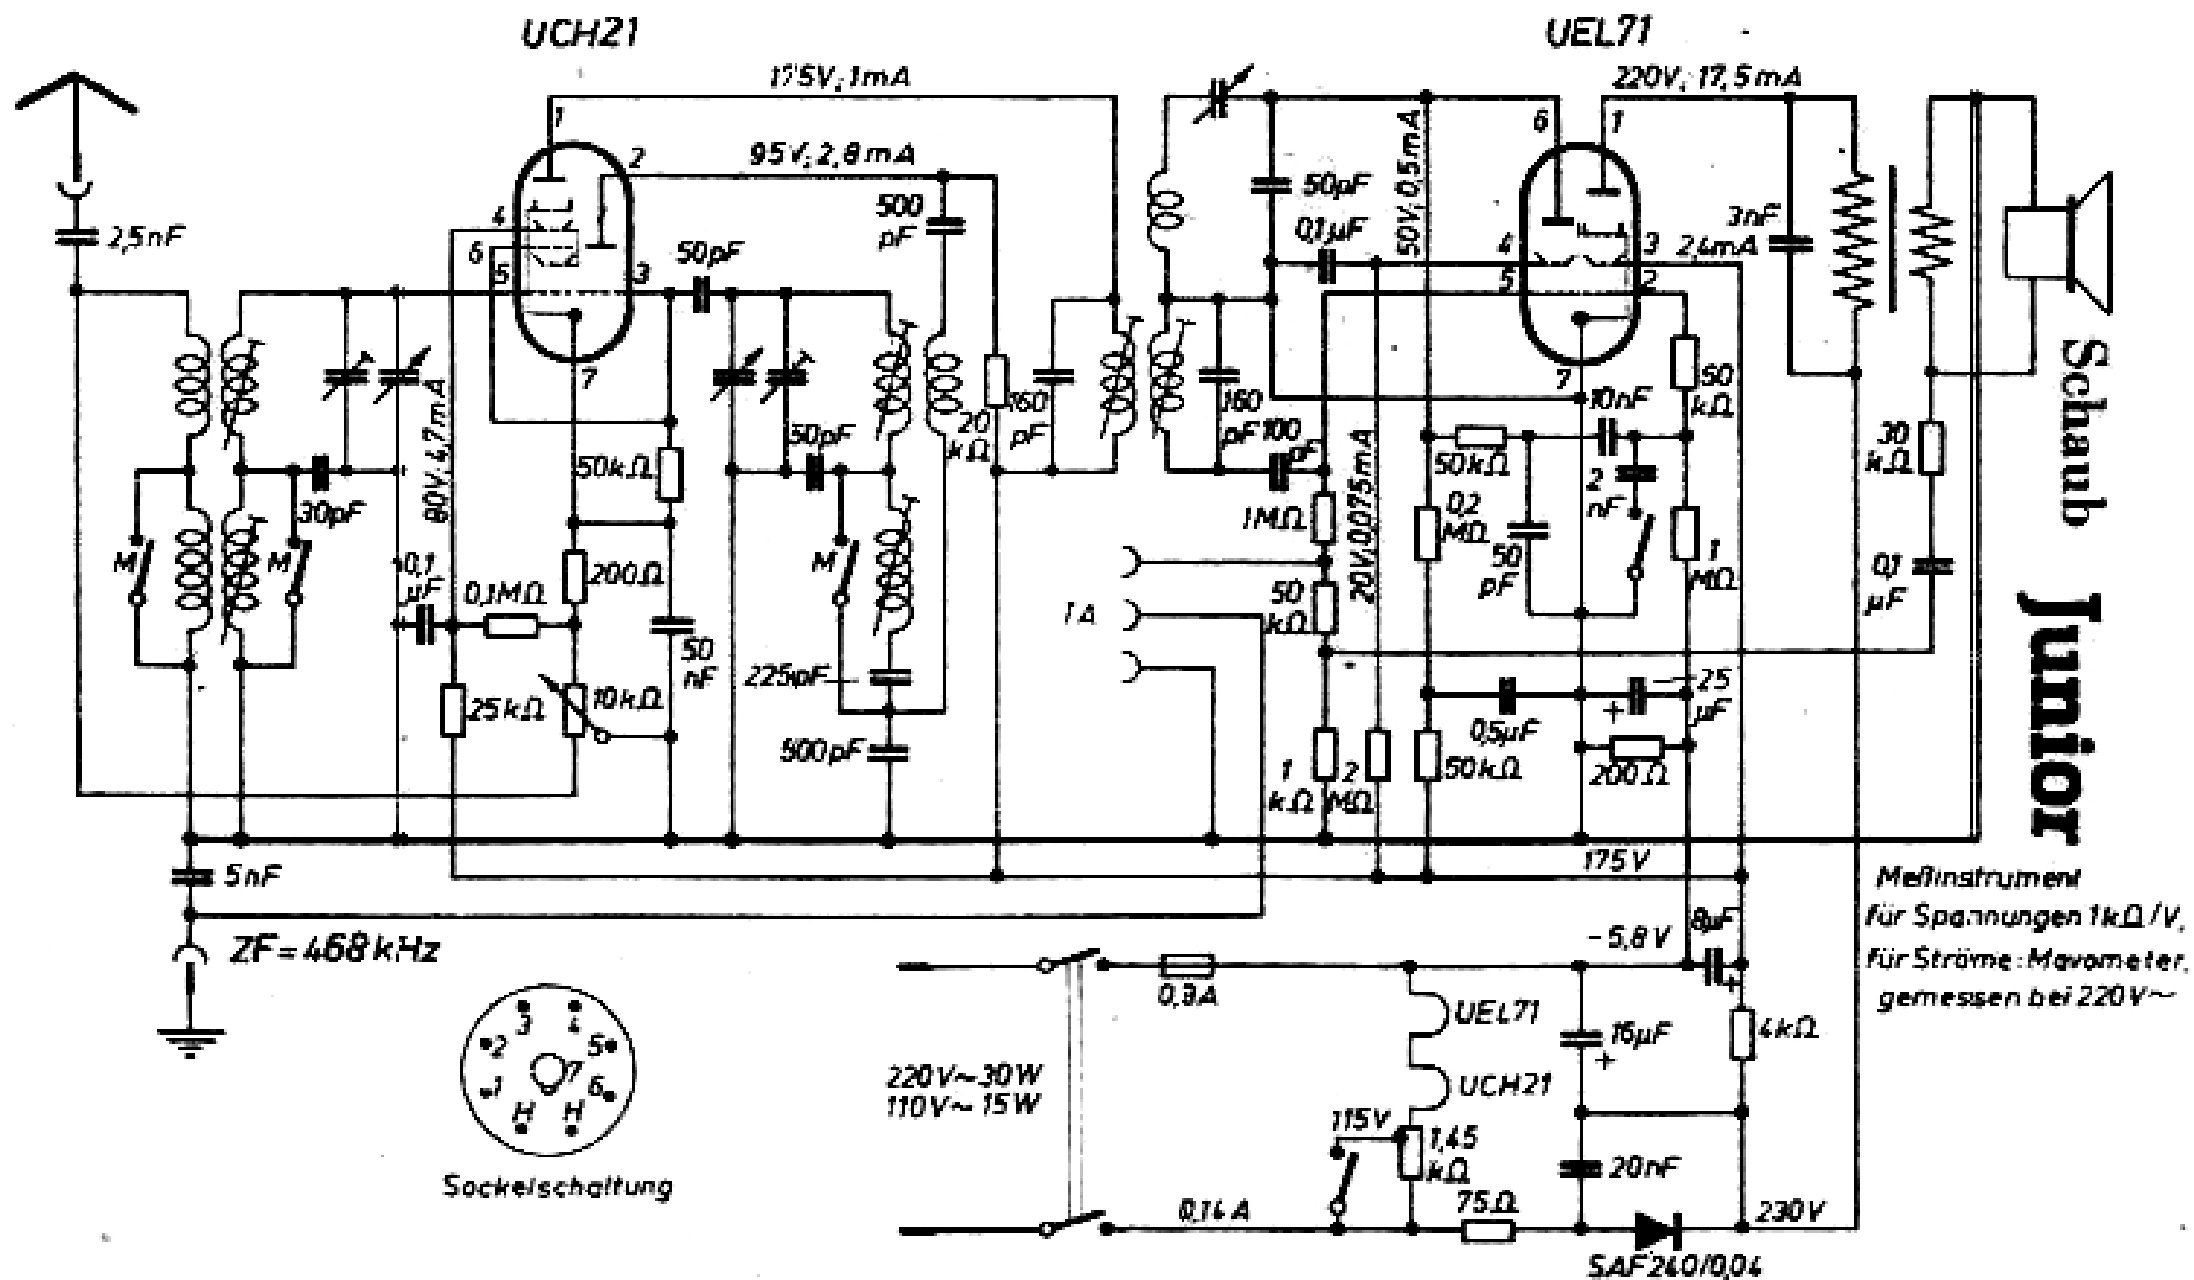 UCH21
UEL71
175V; 1mA
220V; 17,5mA
1
6
1
2
95V; 2,8mA
50V; 0,5mA
500
pF
50pF
3nF
4
2,5nF
6
50pF
0,1µF
4
3
2,4mA
5
3
5
2
7
7
80V; 4,7mA
20
kΩ
160
pF
160
pF
100
pF
10nF
50
kΩ
Schaub
50pF
50kΩ
50kΩ
30
kΩ
30pF
1MΩ
20V; 0,075mA
0,2
MΩ
2
nF
M
M
M
50
pF
1
MΩ
0,1
µF
0,1
µF
0,1MΩ
200Ω
TA
50
kΩ
Junior
50
nF
225pF
25kΩ
10kΩ
25
µF
0,5µF
500pF
1
kΩ
2
MΩ
50kΩ
200Ω
5nF
175V
Meßinstrument
für Spannungen 1kΩ/V,
für Ströme: Mavometer,
gemessen bei 220V~
ZF=468kHz
-5,8V
8µF
+
0,3A
3
4
2
5
1
7
6
H
H
Sockelschaltung
UEL71
16µF
+
4kΩ
220V~30W
110V~15W
UCH21
115V
1,45
kΩ
20nF
0,14A
75Ω
230V
SAF240/0,04